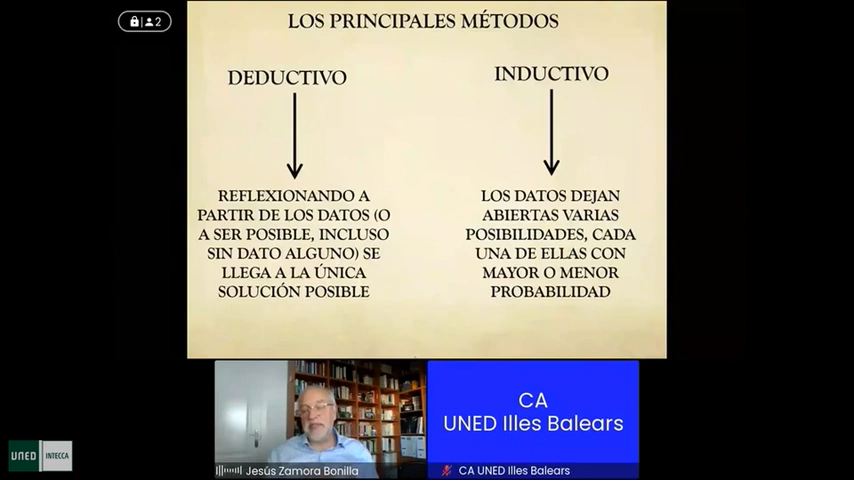 2
LOS PRINCIPALES MÉTODOS
DEDUCTIVO
INDUCTIVO
REFLEXIONANDO A
PARTIR DE LOS DATOS (O
A SER POSIBLE, INCLUSO
SIN DATO ALGUNO) SE
LLEGA A LA ÚNICA
SOLUCIÓN POSIBLE
LOS DATOS DEJAN
ABIERTAS VARIAS
POSIBILIDADES, CADA
UNA DE ELLAS CON
MAYOR O MENOR
PROBABILIDAD
CA
UNED Illes Balears
Jesús Zamora Bonilla
CA UNED Illes Balears
UNED INTECCA